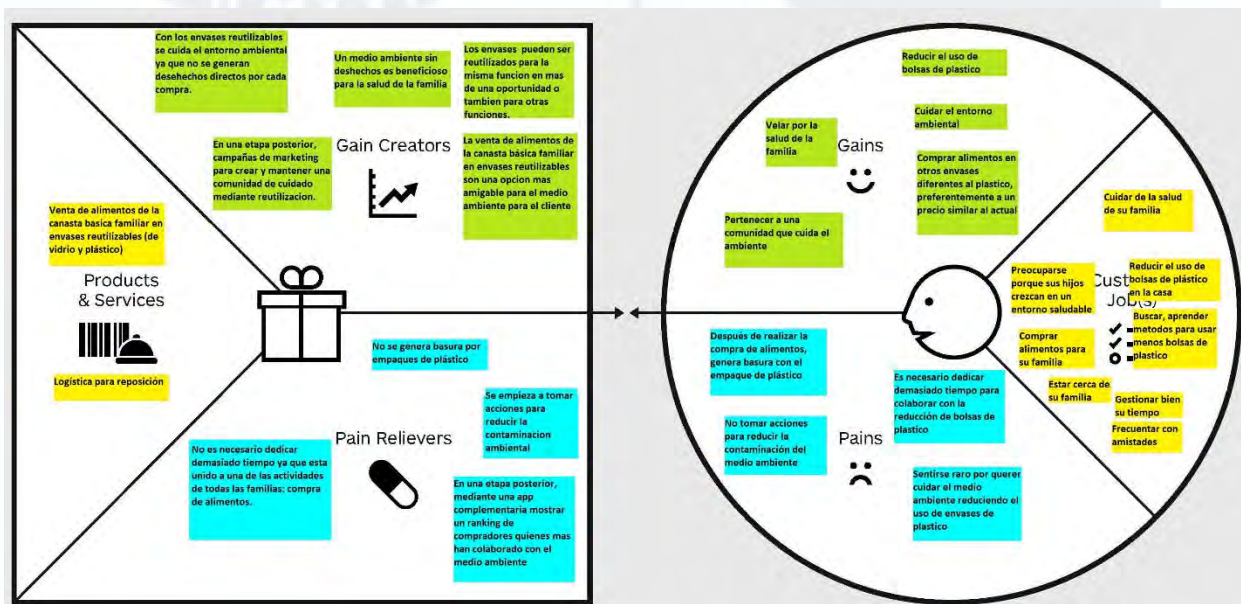 Con los envases reutilizables
se cuida el entorno ambiental
ya que no se generan
desehechos directos por cada
compra.
Un medio ambiente sin
deshechos es beneficioso
para la salud de la familia
Los envases pueden ser
reutilizados para la
misma funcion en mas
de una oportunidad o
tambien para otras
funciones.
En una etapa posterior,
campañas de marketing
para crear y mantener una
comunidad de cuidado
mediante reutilizacion.
Gain Creators
La venta de alimentos de
la canasta básica familiar
en envases reutilizables
son una opcion mas
amigable para el medio
ambiente para el cliente
Venta de alimentos de la
canasta basica familiar en
envases reutilizables (de
vidrio y plástico)
Products
& Services
Logística para reposición
No se genera basura por
empaques de plástico
Se empieza a tomar
acciones para
reducir la
contaminacion
ambiental
Pain Relievers
No es necesario dedicar
demasiado tiempo ya que esta
unido a una de las actividades
de todas las familias: compra
de alimentos.
En una etapa posterior,
mediante una app
complementaria mostrar
un ranking de
compradores quienes mas
han colaborado con el
medio ambiente
Reducir el uso de
bolsas de plastico
Cuidar el entorno
ambiental
Velar por la
salud de la
familia
Gains
Comprar alimentos en
otros envases
diferentes al plastico,
preferentemente a un
precio similar al actual
Pertenecer a una
comunidad que cuida el
ambiente
Cuidar de la salud
de su familia
Preocuparse
porque sus hijos
crezcan en un
entorno saludable
Reducir el uso de
bolsas de plástico
en la casa
Job(s)
Buscar, aprender
metodos para usar
menos bolsas de
plastico
Comprar
alimentos para
su familia
Estar cerca de
su familia
Gestionar bien
su tiempo
Frecuentar con
amistades
Después de realizar la
compra de alimentos,
genera basura con el
empaque de plástico
Es necesario dedicar
demasiado tiempo para
colaborar con la
reducción de bolsas de
plastico
No tomar acciones
para reducir la
contaminación del
medio ambiente
Pains
Sentirse raro por querer
cuidar el medio
ambiente reduciendo el
uso de envases de
plastico